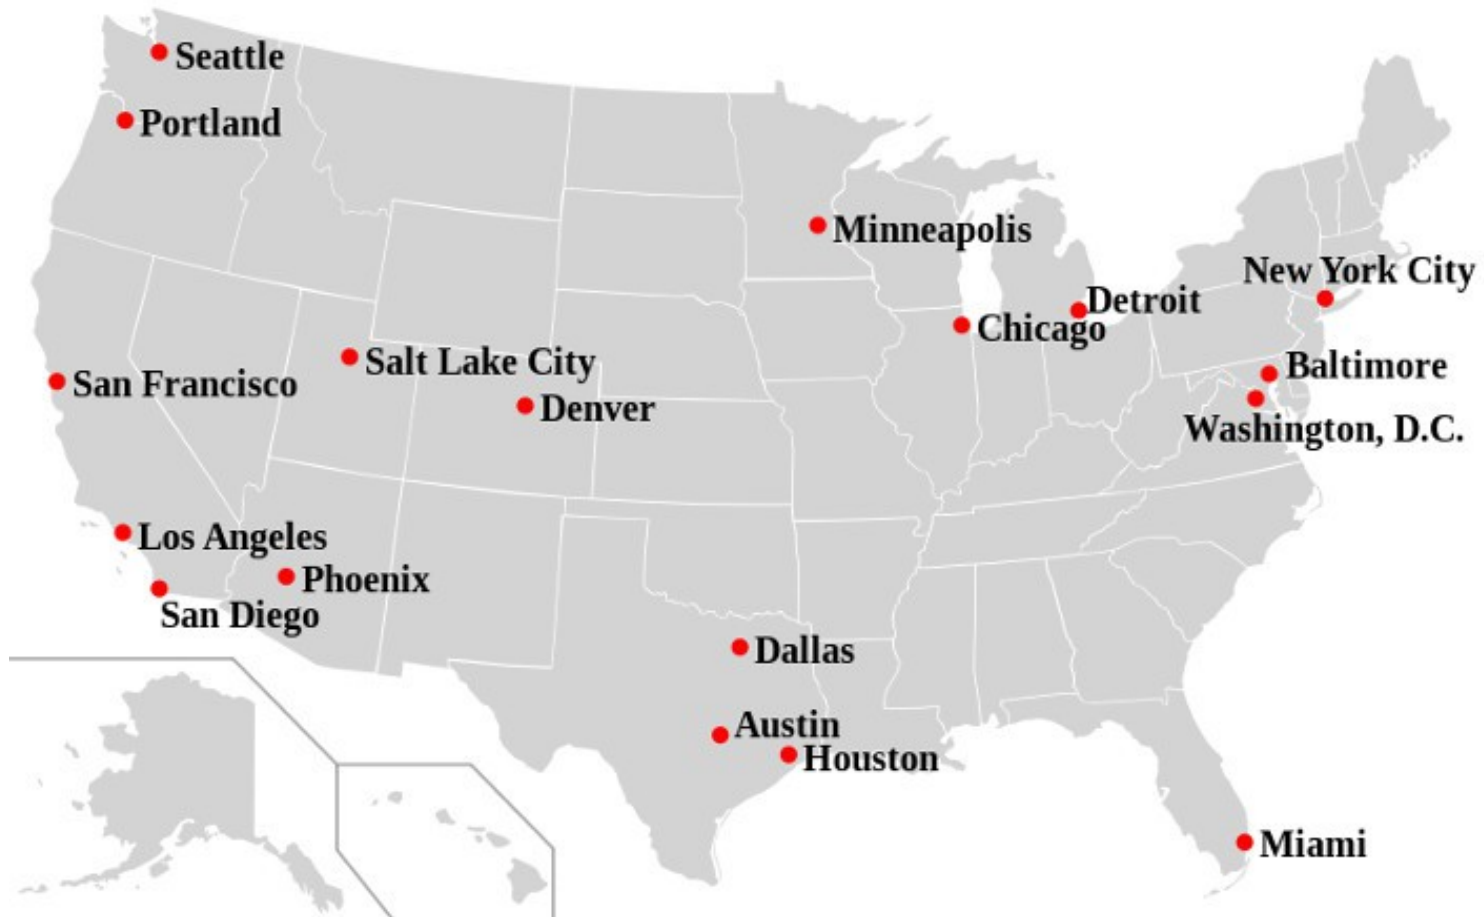 Seattle
Portland
Minneapolis
New York City
Detroit
Chicago
Salt Lake City
Baltimore
San Francisco
Denver
Washington, D.C.
Los Angeles
Phoenix
San Diego
Dallas
Austin
Houston
Miami